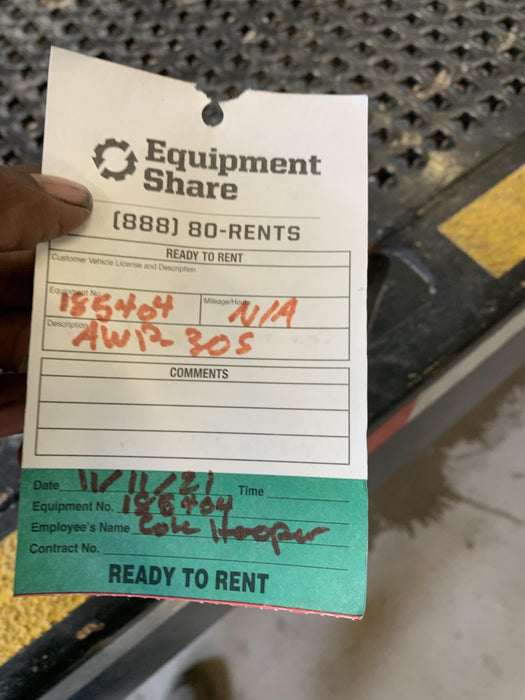 Equipment
Share
(888) 80-RENTS
READY TO RENT
Customer Vehicle License and Description
Equipment No. 185404 Mileage/Hours N/A
Description AWP 30S
COMMENTS
Date 11/11/21 Time
Equipment No. 185404
Employee's Name Cole Hooper
Contract No.
READY TO RENT